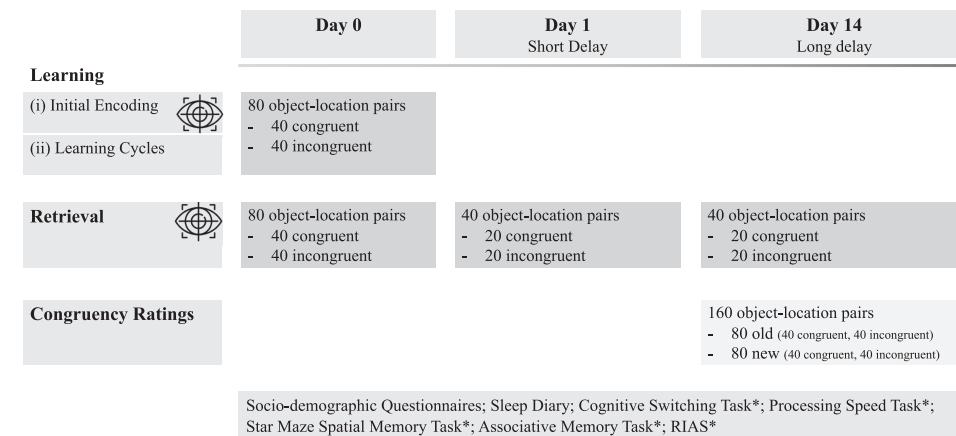 Day 0
Day 1
Short Delay
Day 14
Long delay
Learning
(i) Initial Encoding
(ii) Learning Cycles
80 object-location pairs
- 40 congruent
- 40 incongruent
Retrieval
80 object-location pairs
- 40 congruent
- 40 incongruent
40 object-location pairs
- 20 congruent
- 20 incongruent
40 object-location pairs
- 20 congruent
- 20 incongruent
Congruency Ratings
160 object-location pairs
- 80 old (40 congruent, 40 incongruent)
- 80 new (40 congruent, 40 incongruent)
Socio-demographic Questionnaires; Sleep Diary; Cognitive Switching Task*; Processing Speed Task*;
Star Maze Spatial Memory Task*; Associative Memory Task*; RIAS*